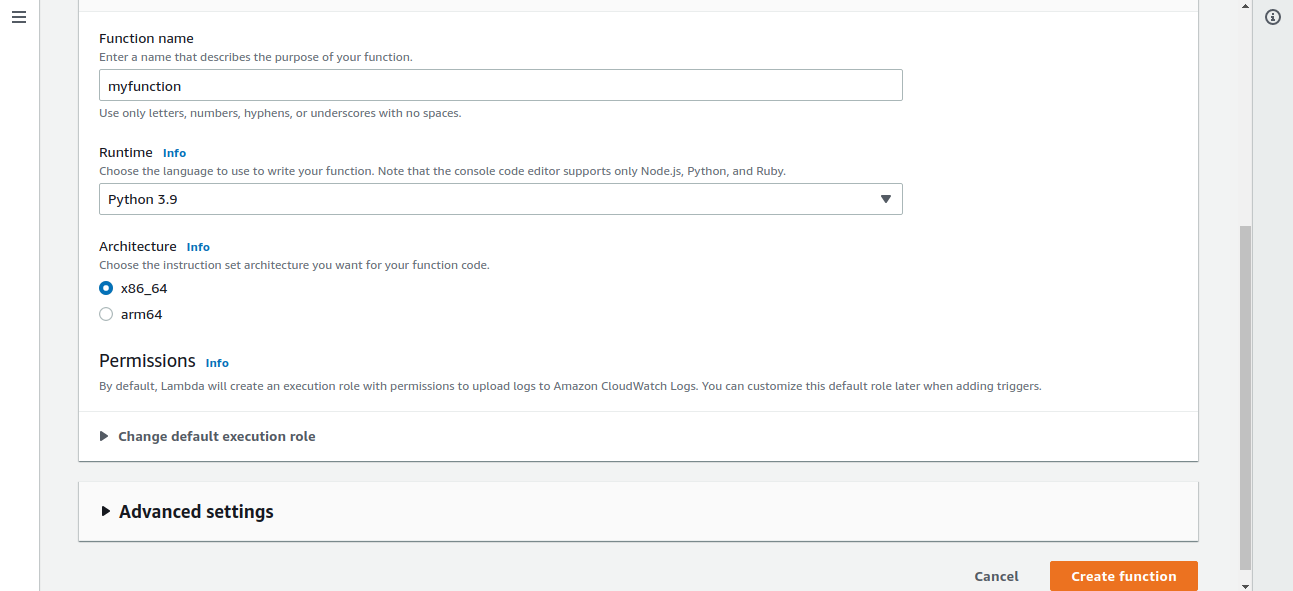 Function name
Enter a name that describes the purpose of your function.
myfunction
Use only letters, numbers, hyphens, or underscores with no spaces.
Runtime Info
Choose the language to use to write your function. Note that the console code editor supports only Node.js, Python, and Ruby.
Python 3.9
Architecture Info
Choose the instruction set architecture you want for your function code.
x86_64
arm64
Permissions Info
By default, Lambda will create an execution role with permissions to upload logs to Amazon CloudWatch Logs. You can customize this default role later when adding triggers.
Change default execution role
Advanced settings
Cancel Create function